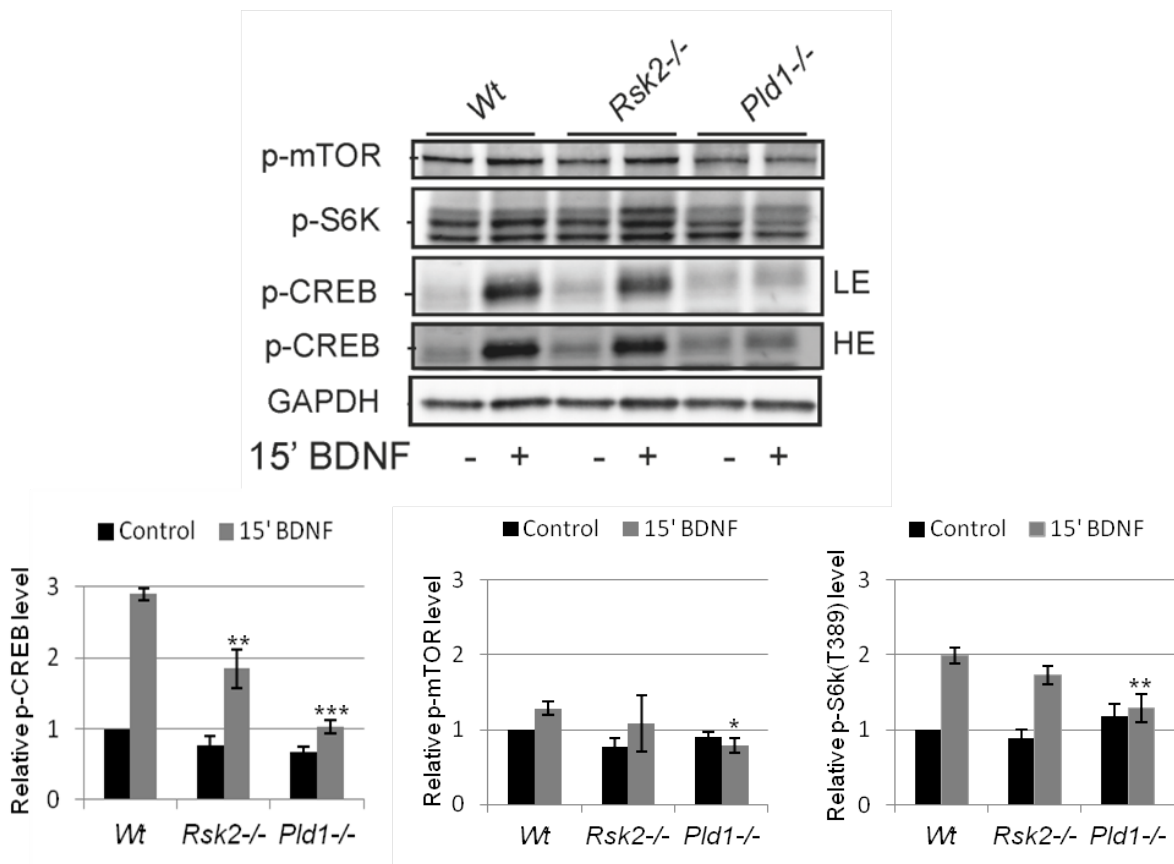 Wt Rsk2-/- Pld1-/-
p-mTOR
p-S6K
p-CREB LE
p-CREB HE
GAPDH
15' BDNF - + - + - +
Control 15' BDNF
Relative p-CREB level
3
2
1
0
**
***
Wt Rsk2-/- Pld1-/-
Control 15' BDNF
Relative p-mTOR level
3
2
1
0
*
Wt Rsk2-/- Pld1-/-
Control 15' BDNF
Relative p-S6k(T389) level
3
2
1
0
**
Wt Rsk2-/- Pld1-/-